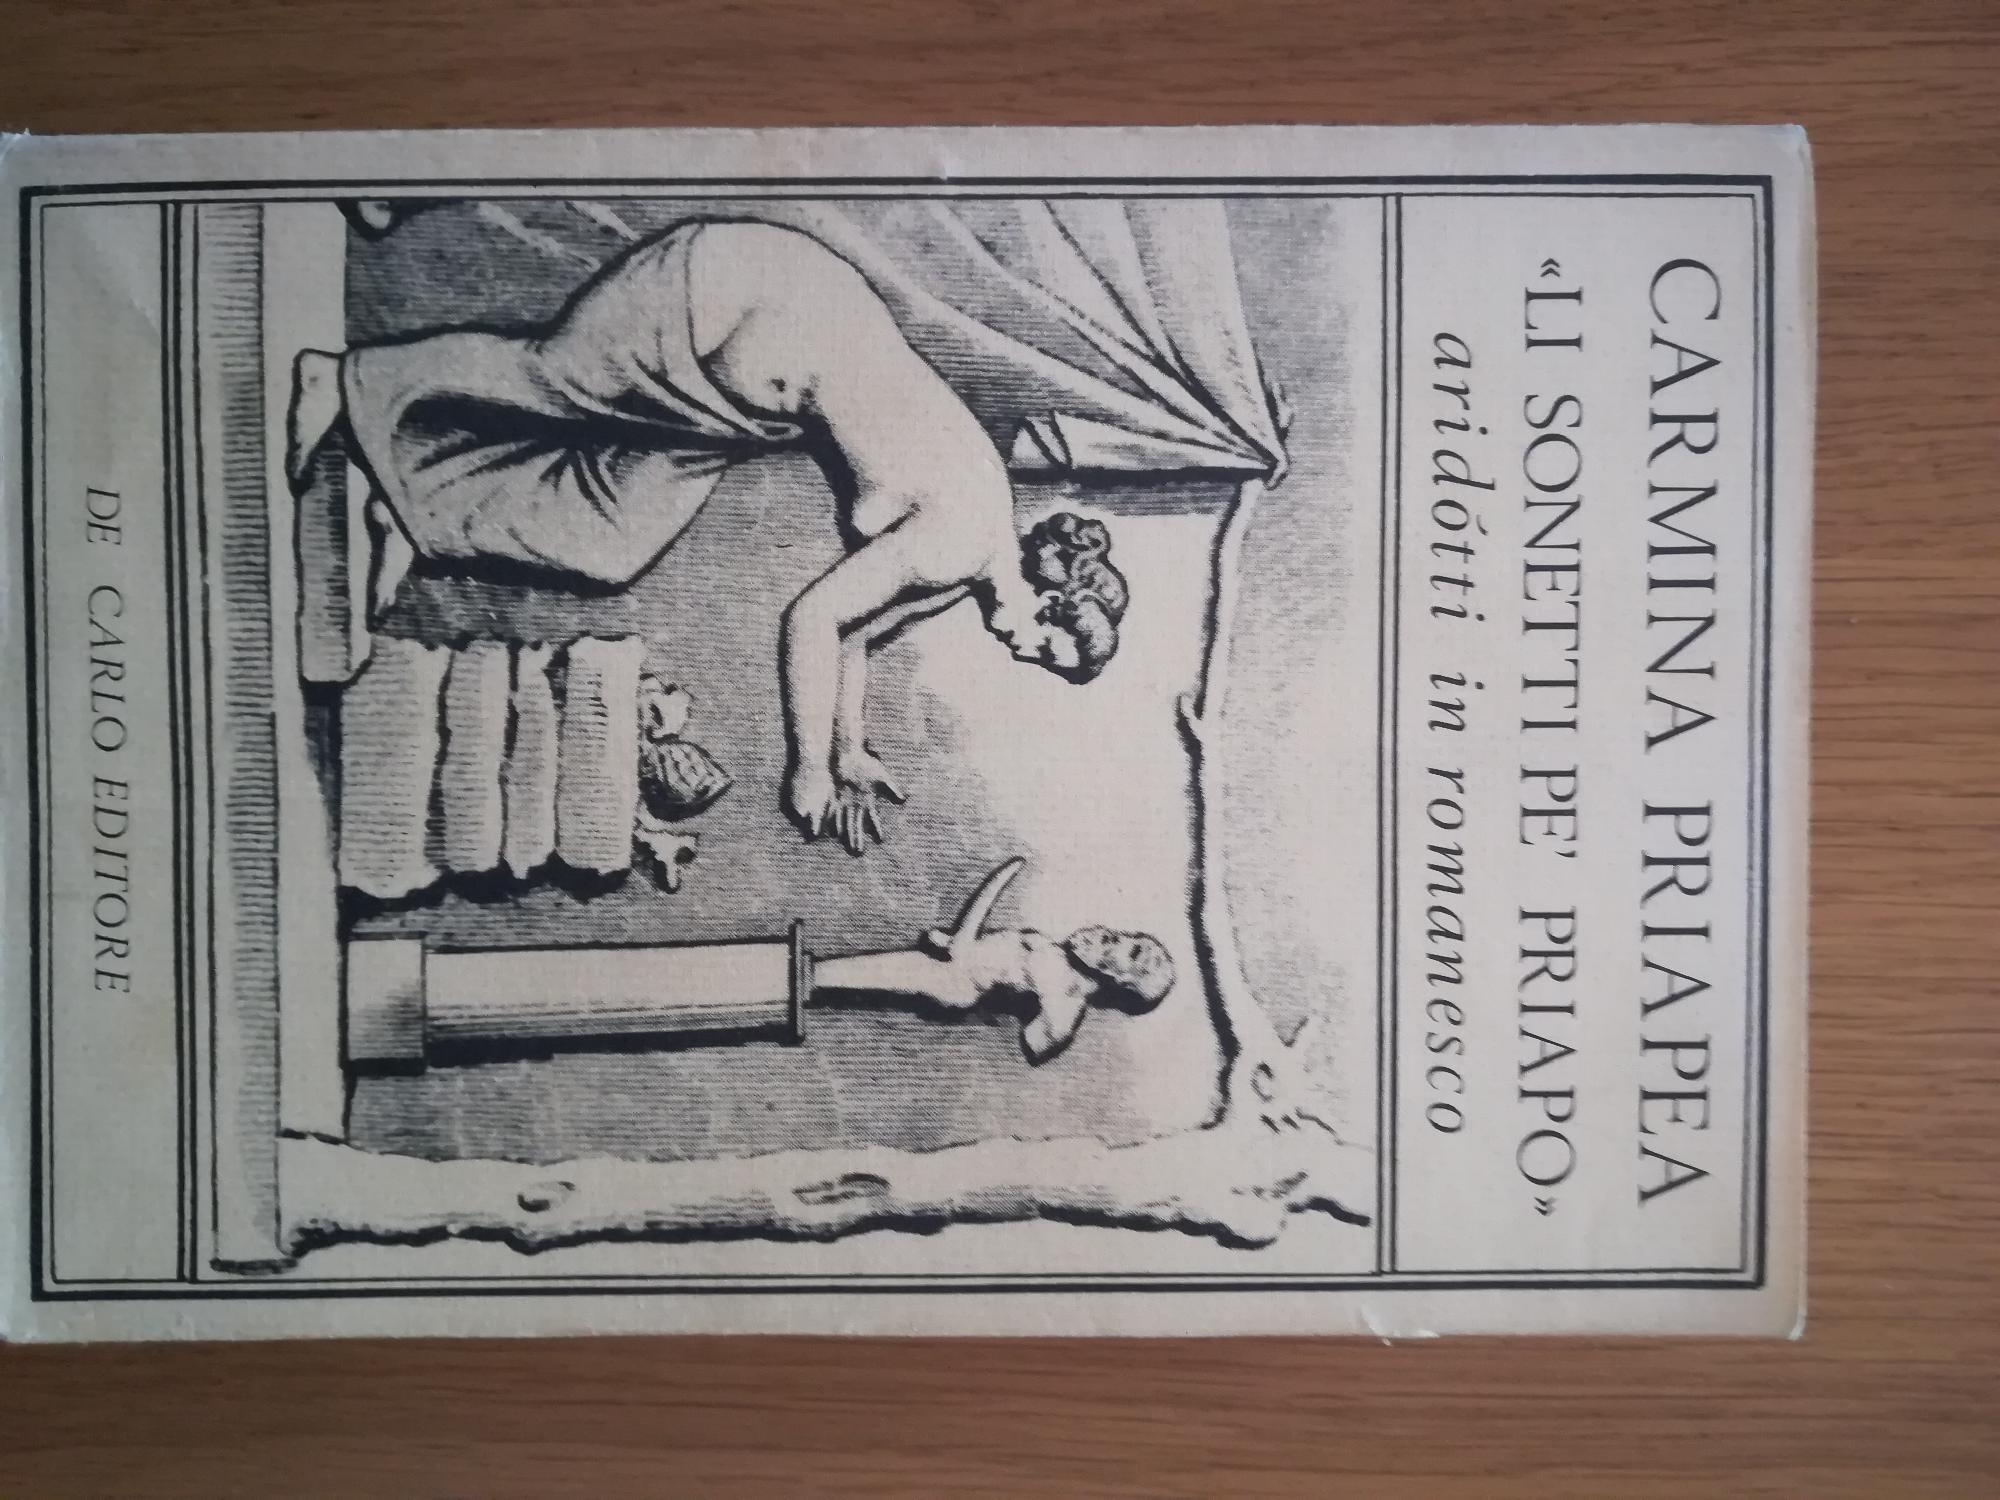 CARMINA PRIAPEA
«LI SONETTI PE' PRIAPO»
aridótti in romanesco
DE CARLO EDITORE